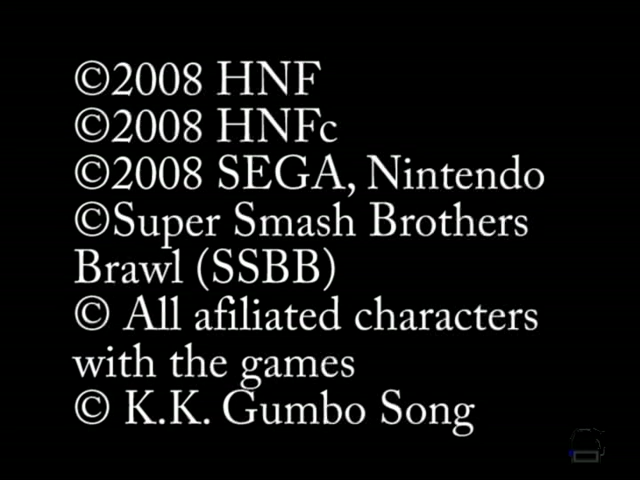 ©2008 HNF
©2008 HNFc
©2008 SEGA, Nintendo
©Super Smash Brothers
Brawl (SSBB)
© All afiliated characters
with the games
© K.K. Gumbo Song